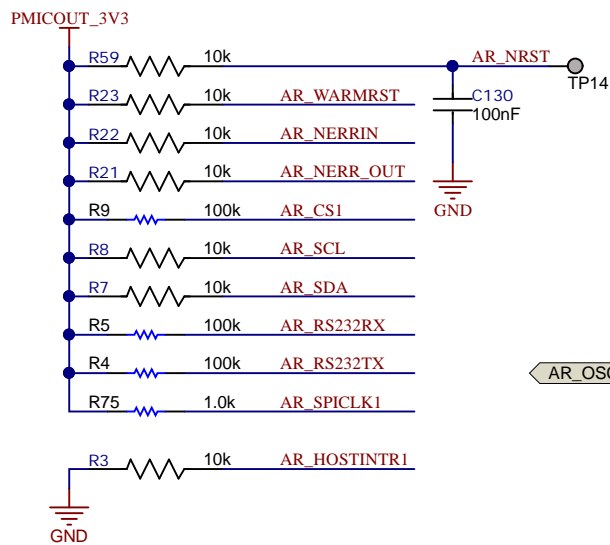 PMICOUT_3V3
R59 10k AR_NRST
TP14
R23 10k AR_WARMRST C130
100nF
R22 10k AR_NERRIN
R21 10k AR_NERR_OUT
GND
R9 100k AR_CS1
R8 10k AR_SCL
R7 10k AR_SDA
R5 100k AR_RS232RX
R4 100k AR_RS232TX
AR_OSC
R75 1.0k AR_SPICLK1
R3 10k AR_HOSTINTR1
GND